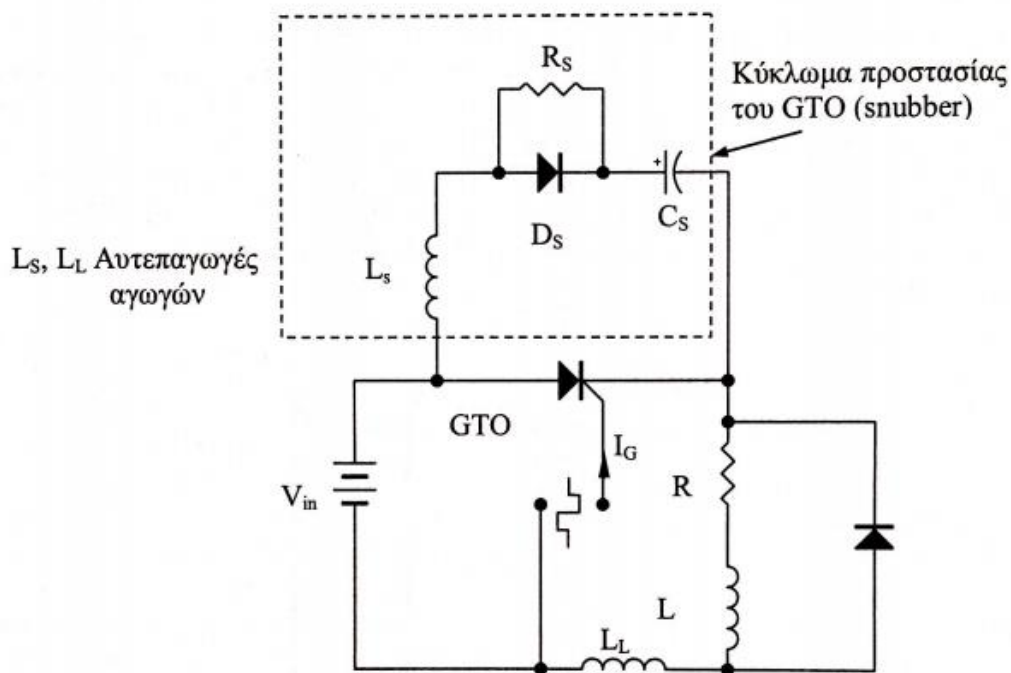 R_S
Κύκλωμα προστασίας
του GTO (snubber)
+
C_S
D_S
L_S, L_L Αυτεπαγωγές
αγωγών
L_s
GTO
I_G
R
V_in
L
L_L